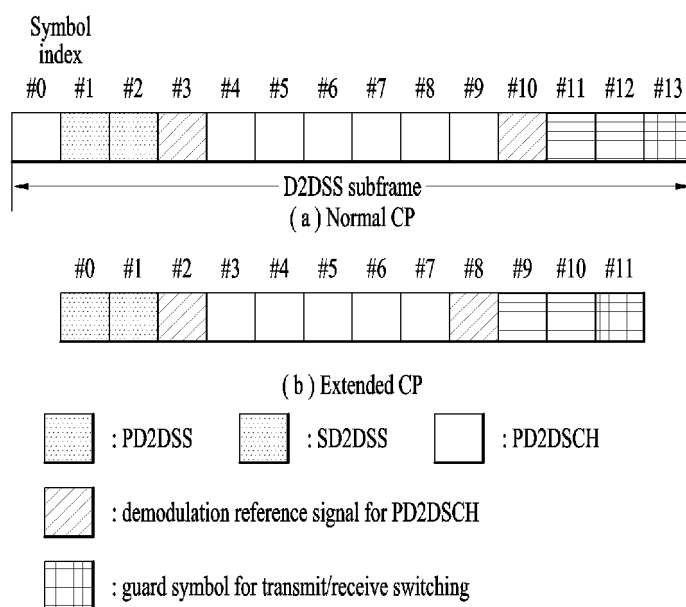 Symbol
index
#0 #1 #2 #3 #4 #5 #6 #7 #8 #9 #10 #11 #12 #13
D2DSS subframe
( a ) Normal CP
#0 #1 #2 #3 #4 #5 #6 #7 #8 #9 #10 #11
( b ) Extended CP
: PD2DSS : SD2DSS : PD2DSCH
: demodulation reference signal for PD2DSCH
: guard symbol for transmit/receive switching